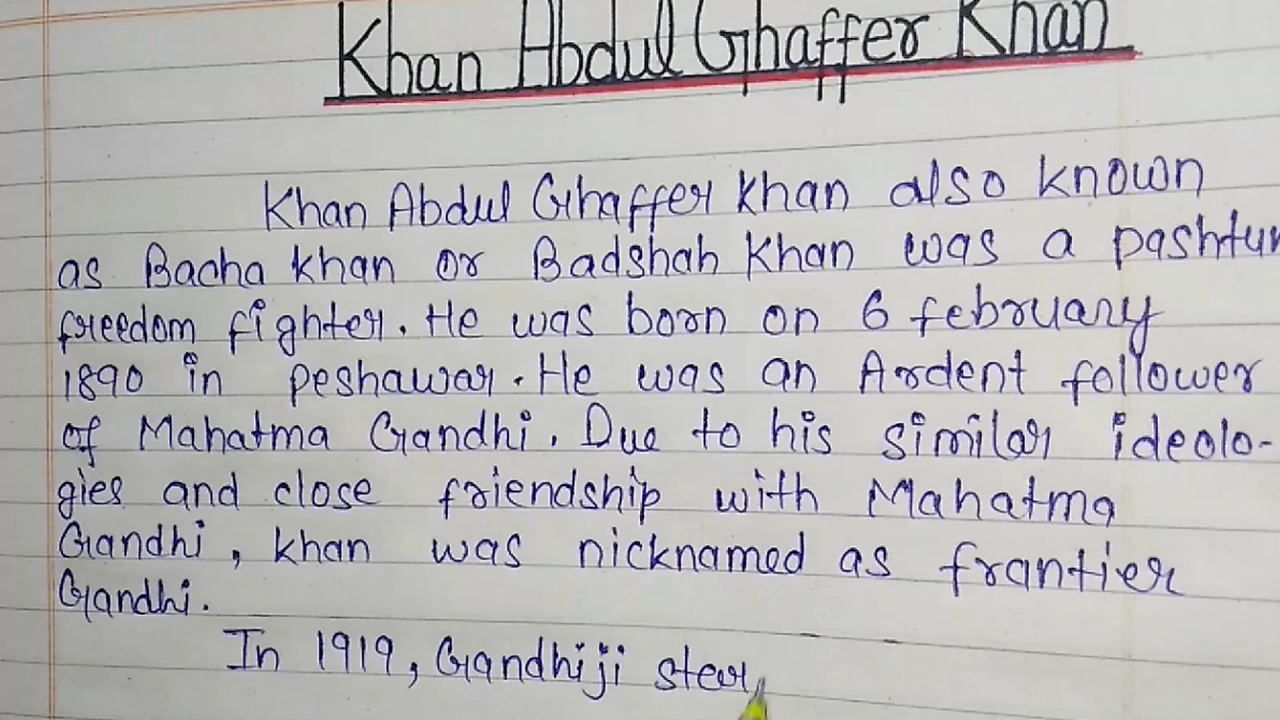 Khan Abdul Ghaffer Khan
Khan Abdul Ghaffer Khan also known
as Bacha khan or Badshah Khan was a pashtun
freedom fighter. He was born on 6 february
1890 in peshawar. He was an Ardent follower
of Mahatma Gandhi. Due to his similar ideolo-
gies and close friendship with Mahatma
Gandhi, khan was nicknamed as frantier
Gandhi.
In 1919, Gandhiji